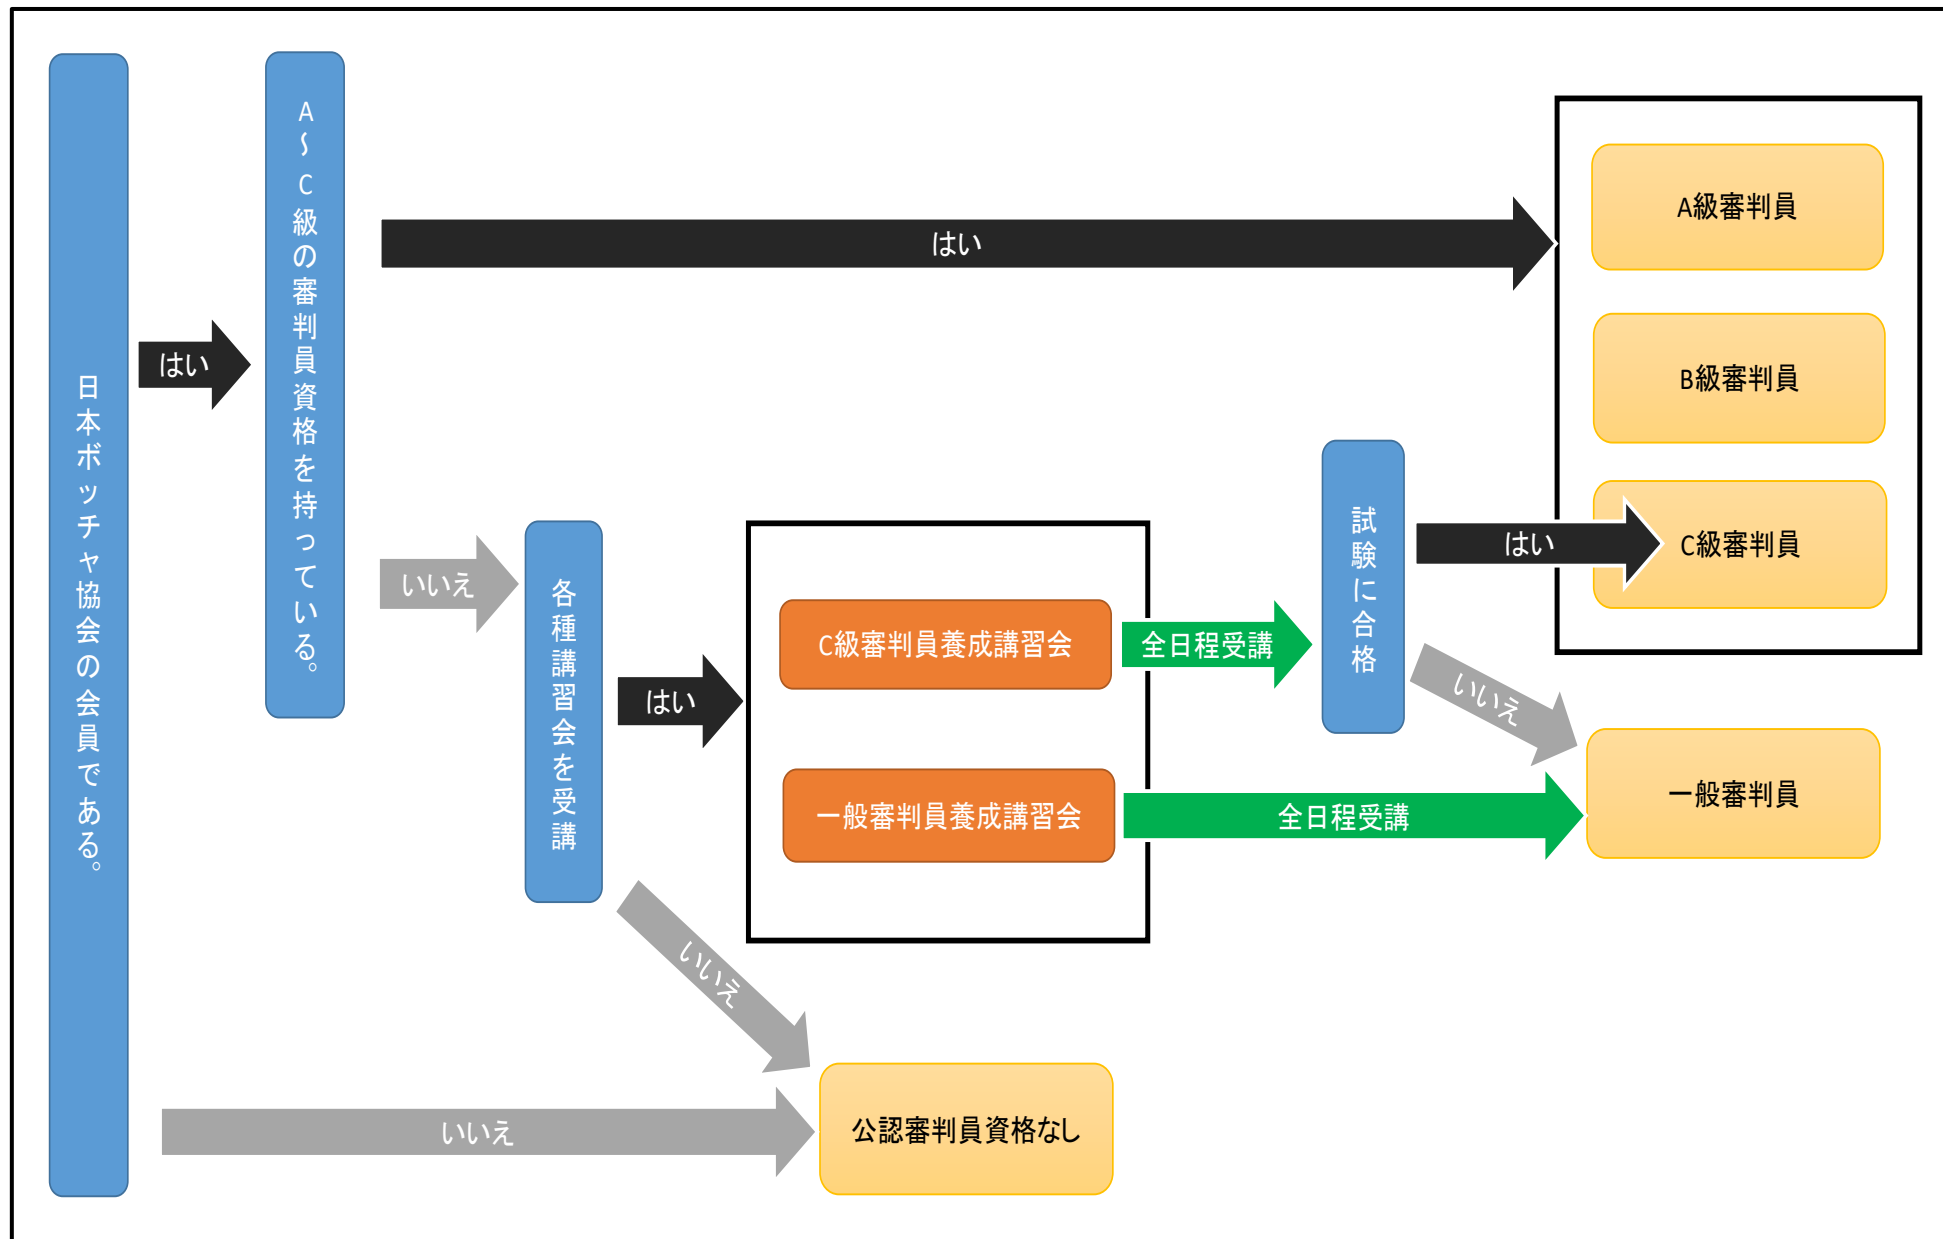 日本ボッチャ協会の会員である。
はい
A～C級の審判員資格を持っている。
はい
いいえ
各種講習会を受講
はい
C級審判員養成講習会
一般審判員養成講習会
全日程受講
全日程受講
試験に合格
はい
いいえ
A級審判員
B級審判員
C級審判員
一般審判員
いいえ
いいえ
公認審判員資格なし